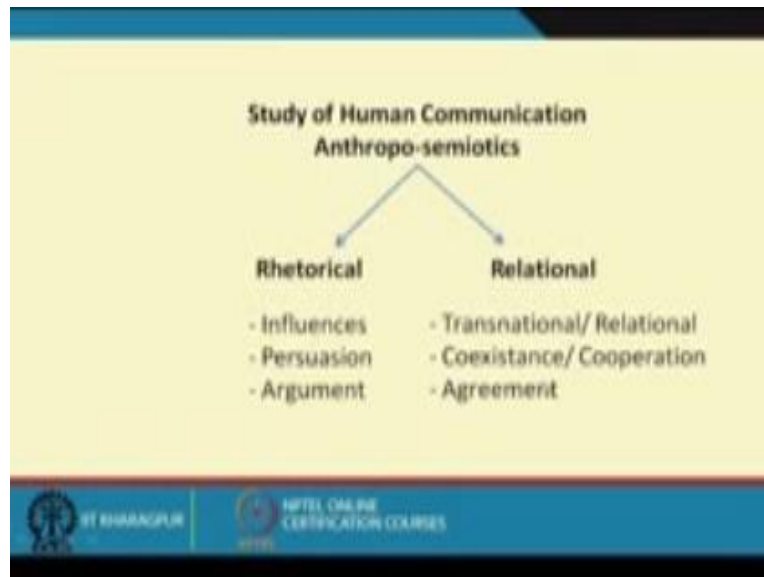 Study of Human Communication
Anthropo-semiotics
Rhetorical
- Influences
- Persuasion
- Argument
Relational
- Transnational/ Relational
- Coexistance/ Cooperation
- Agreement
IIT KHARAGPUR
NPTEL ONLINE
CERTIFICATION COURSES
NPTEL